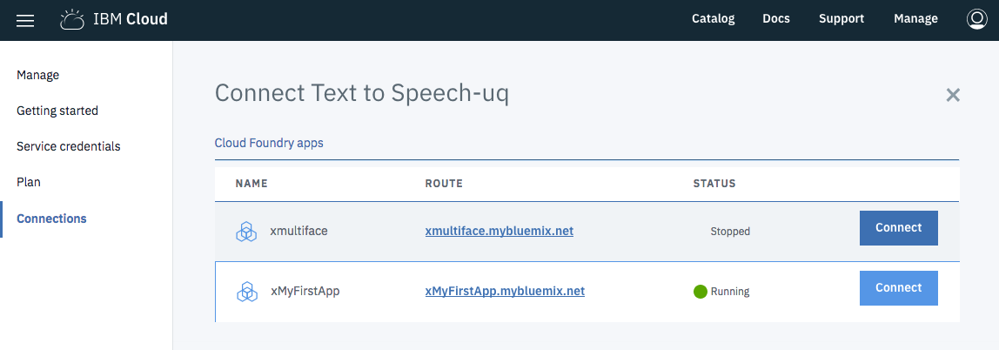 IBM Cloud Catalog Docs Support Manage
Manage
Getting started
Service credentials
Plan
Connections
Connect Text to Speech-uq
Cloud Foundry apps
NAME ROUTE STATUS
xmultiface xmultiface.mybluemix.net Stopped Connect
xMyFirstApp xMyFirstApp.mybluemix.net Running Connect